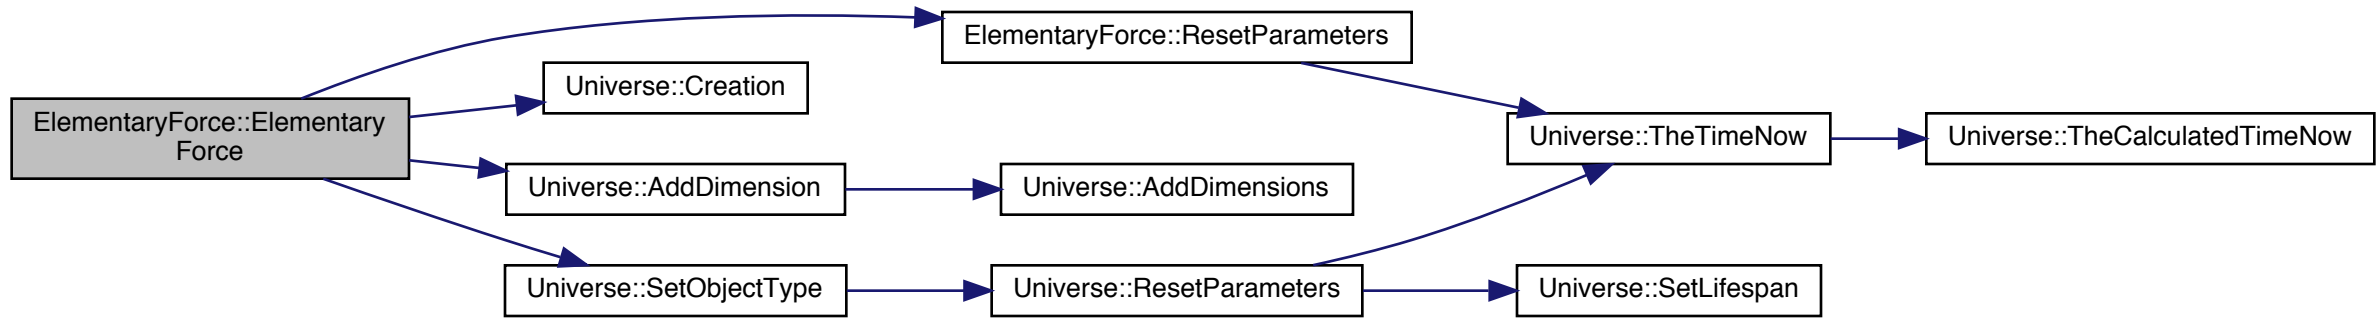 ElementaryForce::Elementary
Force
ElementaryForce::ResetParameters
Universe::Creation
Universe::AddDimension
Universe::AddDimensions
Universe::SetObjectType
Universe::ResetParameters
Universe::TheTimeNow
Universe::TheCalculatedTimeNow
Universe::SetLifespan